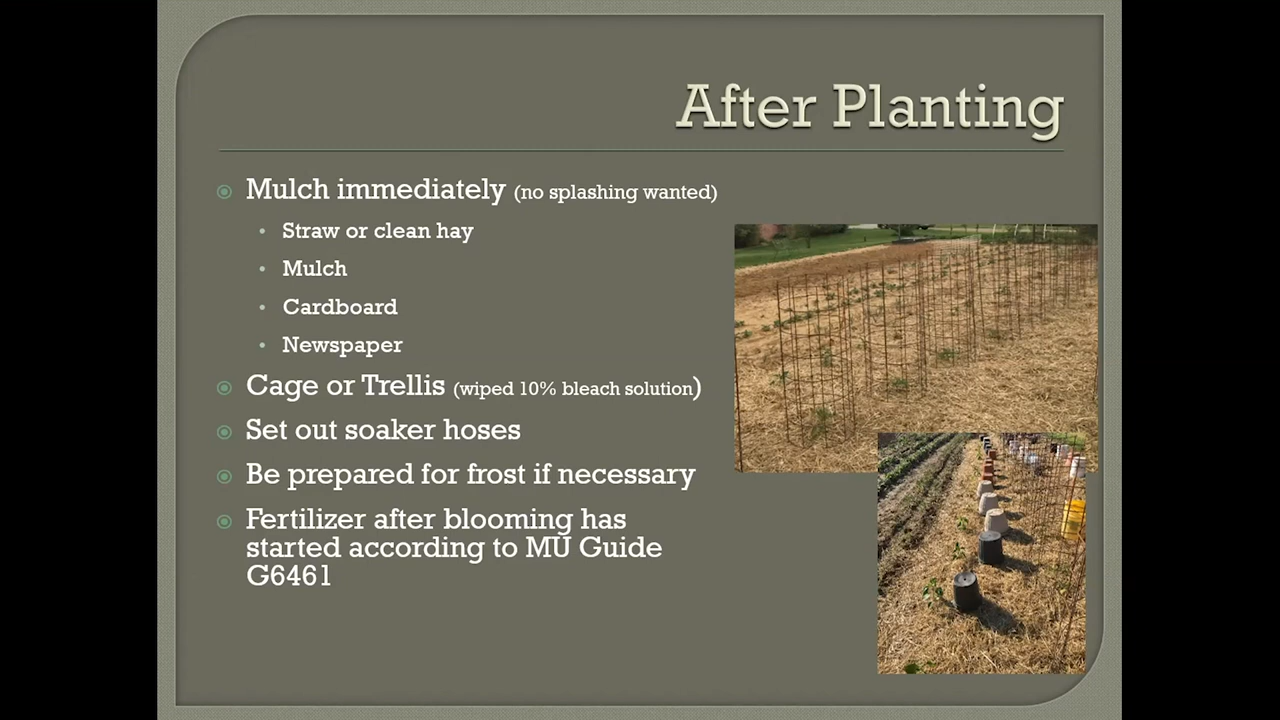 After Planting
Mulch immediately (no splashing wanted)
Straw or clean hay
Mulch
Cardboard
Newspaper
Cage or Trellis (wiped 10% bleach solution)
Set out soaker hoses
Be prepared for frost if necessary
Fertilizer after blooming has
started according to MU Guide
G6461